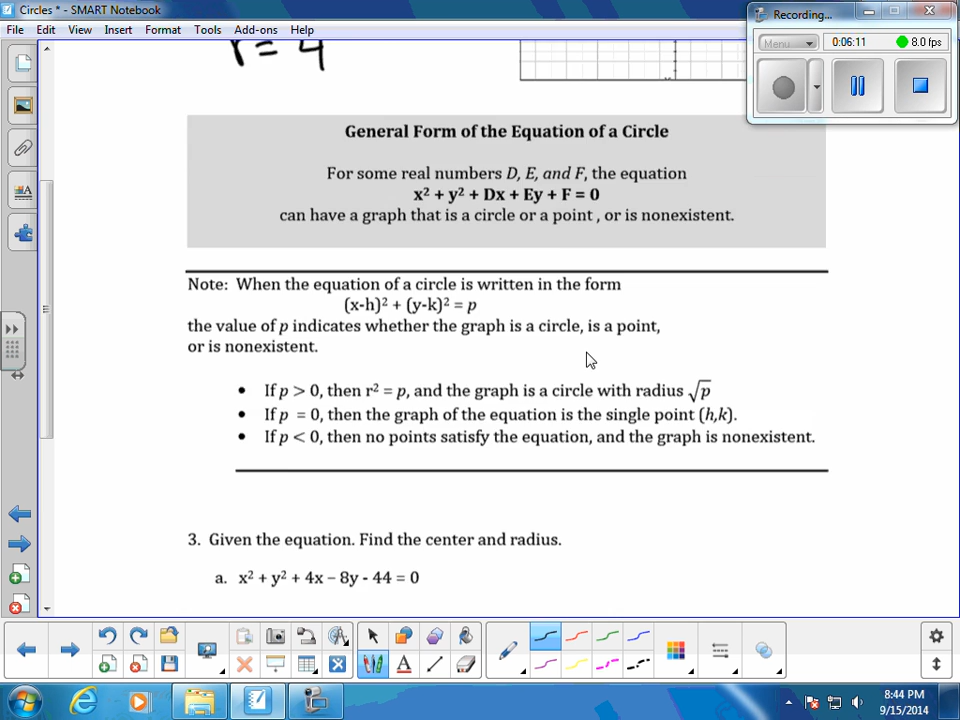 Circles * - SMART Notebook
Recording...
File Edit View Insert Format Tools Add-ons Help
Menu 0:06:11 8.0 fps
r = 4
General Form of the Equation of a Circle
For some real numbers D, E, and F, the equation
x² + y² + Dx + Ey + F = 0
can have a graph that is a circle or a point , or is nonexistent.
Note: When the equation of a circle is written in the form
(x-h)² + (y-k)² = p
the value of p indicates whether the graph is a circle, is a point,
or is nonexistent.
• If p > 0, then r² = p, and the graph is a circle with radius √p
• If p = 0, then the graph of the equation is the single point (h,k).
• If p < 0, then no points satisfy the equation, and the graph is nonexistent.
3. Given the equation. Find the center and radius.
a. x² + y² + 4x – 8y - 44 = 0
8:44 PM
9/15/2014